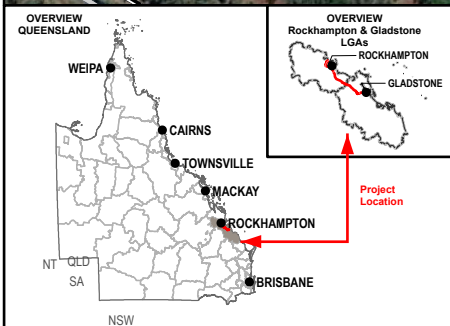 OVERVIEW
QUEENSLAND
WEIPA
CAIRNS
TOWNSVILLE
MACKAY
ROCKHAMPTON
BRISBANE
NT
QLD
SA
NSW
OVERVIEW
Rockhampton & Gladstone
LGAs
ROCKHAMPTON
GLADSTONE
Project
Location